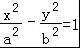 x²/a² - y²/b² = 1